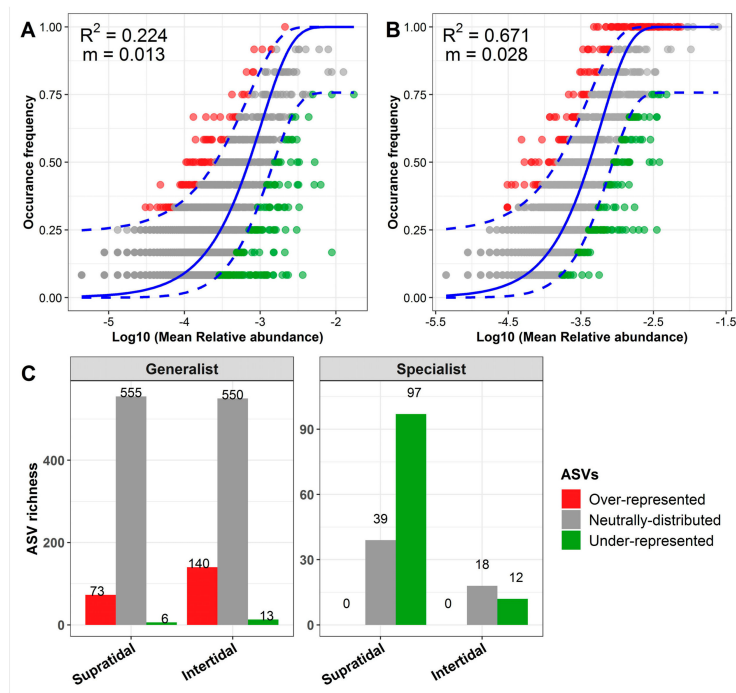 A
R² = 0.224
m = 0.013
Occurance frequency
1.00
0.75
0.50
0.25
0.00
-5
-4
-3
-2
Log10 (Mean Relative abundance)
B
R² = 0.671
m = 0.028
Occurance frequency
1.00
0.75
0.50
0.25
0.00
-5.5
-4.5
-3.5
-2.5
-1.5
Log10 (Mean Relative abundance)
C
Generalist
Specialist
ASV richness
400
200
0
555
550
73
6
140
13
Supratidal
Intertidal
90
60
30
0
97
39
0
18
0
12
Supratidal
Intertidal
ASVs
Over-represented
Neutrally-distributed
Under-represented